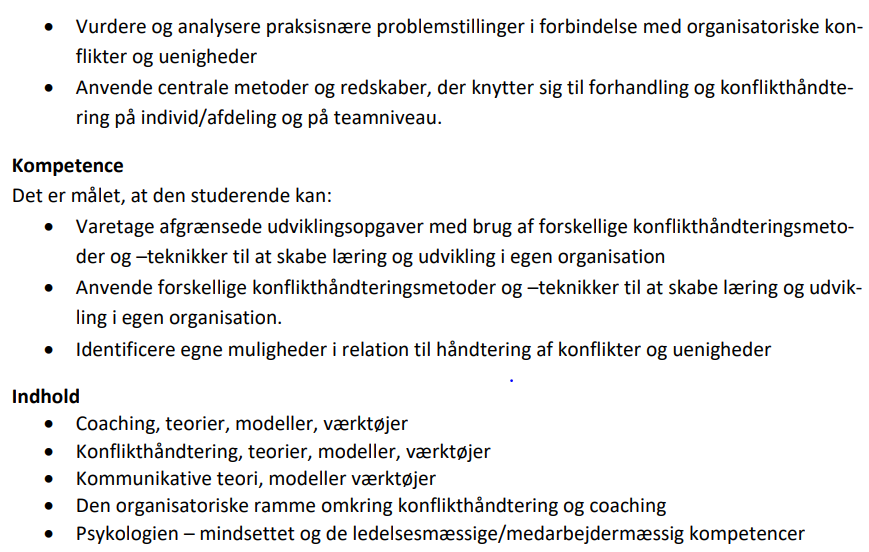 • Vurdere og analysere praksisnære problemstillinger i forbindelse med organisatoriske kon-
flikter og uenigheder
• Anvende centrale metoder og redskaber, der knytter sig til forhandling og konflikthåndte-
ring på individ/afdeling og på teamniveau.
Kompetence
Det er målet, at den studerende kan:
• Varetage afgrænsede udviklingsopgaver med brug af forskellige konflikthåndteringsmeto-
der og –teknikker til at skabe læring og udvikling i egen organisation
• Anvende forskellige konflikthåndteringsmetoder og –teknikker til at skabe læring og udvik-
ling i egen organisation.
• Identificere egne muligheder i relation til håndtering af konflikter og uenigheder
Indhold
• Coaching, teorier, modeller, værktøjer
• Konflikthåndtering, teorier, modeller, værktøjer
• Kommunikative teori, modeller værktøjer
• Den organisatoriske ramme omkring konflikthåndtering og coaching
• Psykologien – mindsettet og de ledelsesmæssige/medarbejdermæssig kompetencer